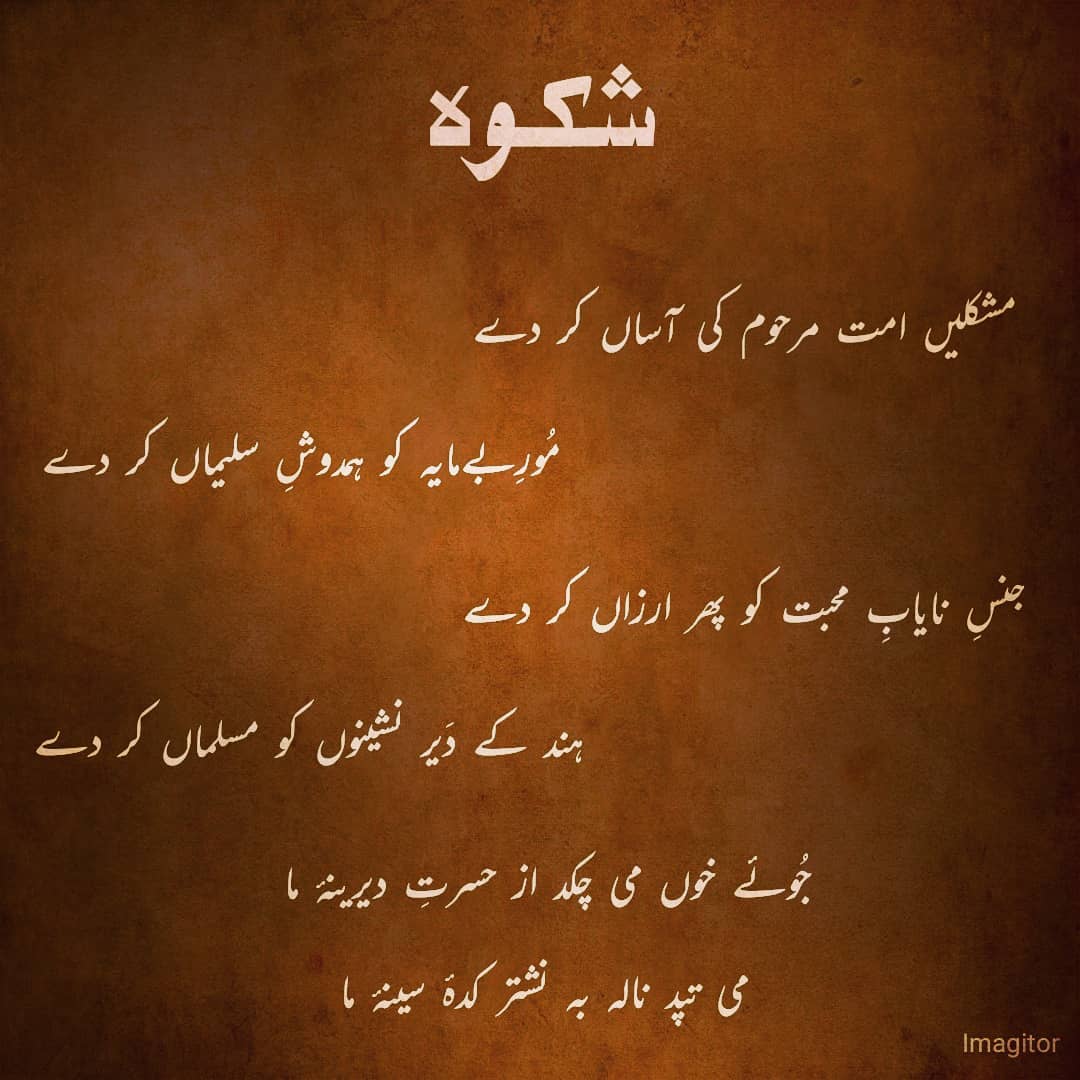 شکوہ
مشکلیں امت مرحوم کی آساں کر دے
مُورِ بےمایہ کو ہمدوشِ سلیماں کر دے
جنسِ نایابِ محبت کو پھر ارزاں کر دے
ہند کے دَیر نشینوں کو مسلماں کر دے
جُوئے خوں می چکد از حسرتِ دیرینۂ ما
می تپد نالہ بہ نشتر کدۂ سینۂ ما
Imagitor